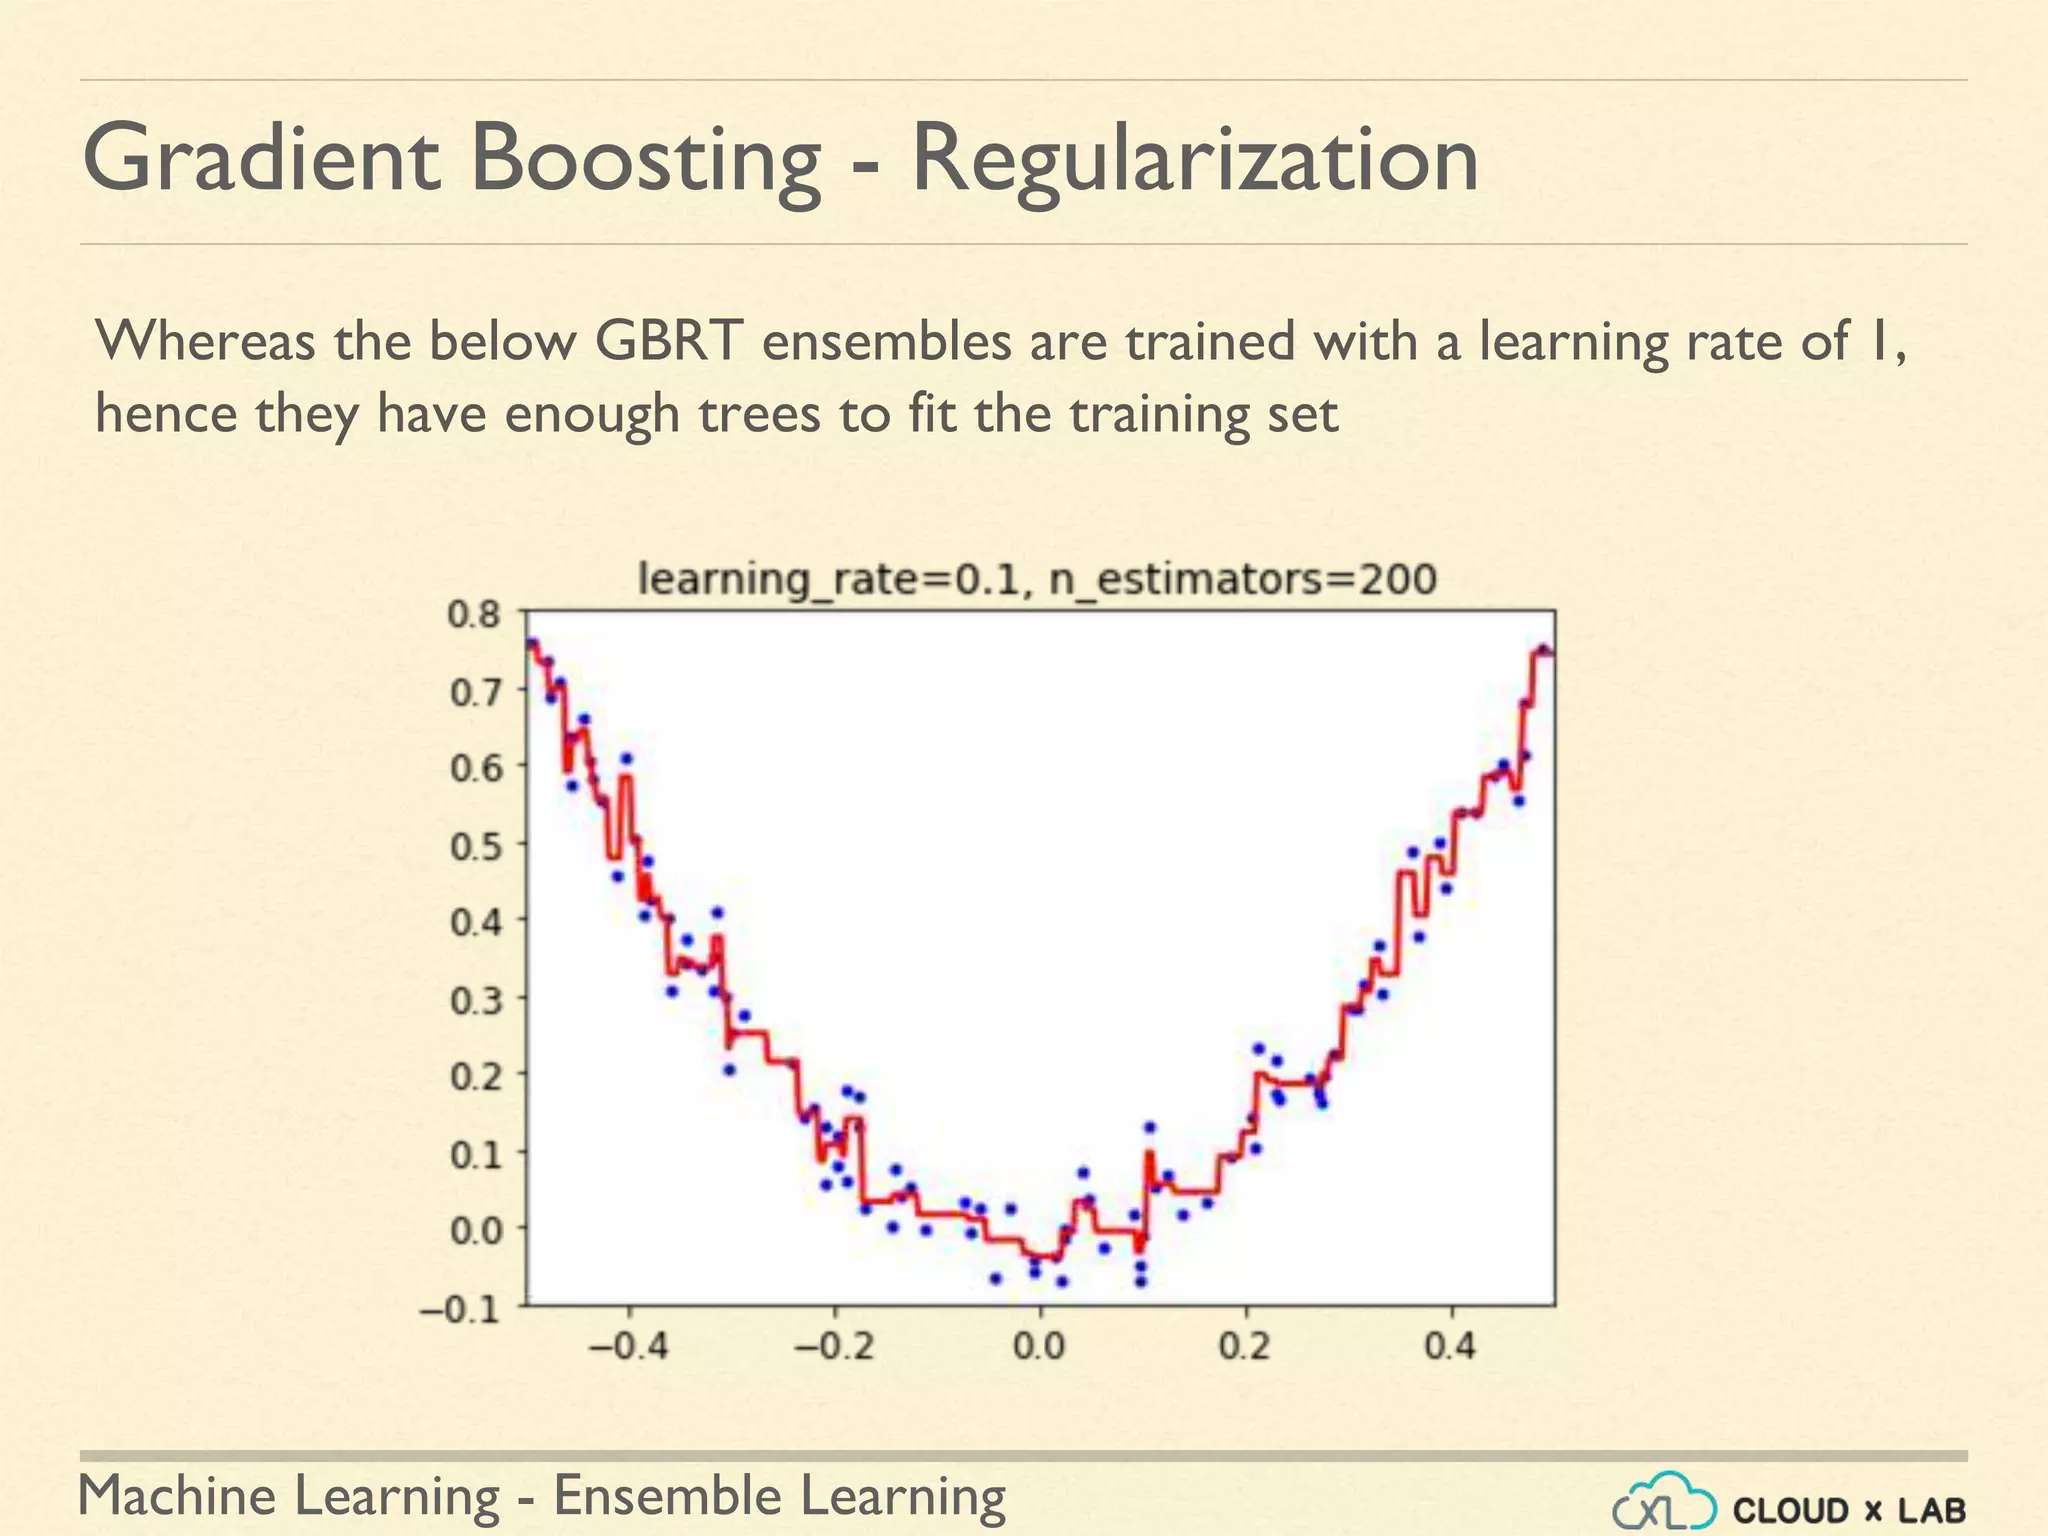 Gradient Boosting - Regularization
Whereas the below GBRT ensembles are trained with a learning rate of 1,
hence they have enough trees to fit the training set
learning_rate=0.1, n_estimators=200
0.8
0.7
0.6
0.5
0.4
0.3
0.2
0.1
0.0
−0.1
−0.4 −0.2 0.0 0.2 0.4
Machine Learning - Ensemble Learning
CXL CLOUD x LAB